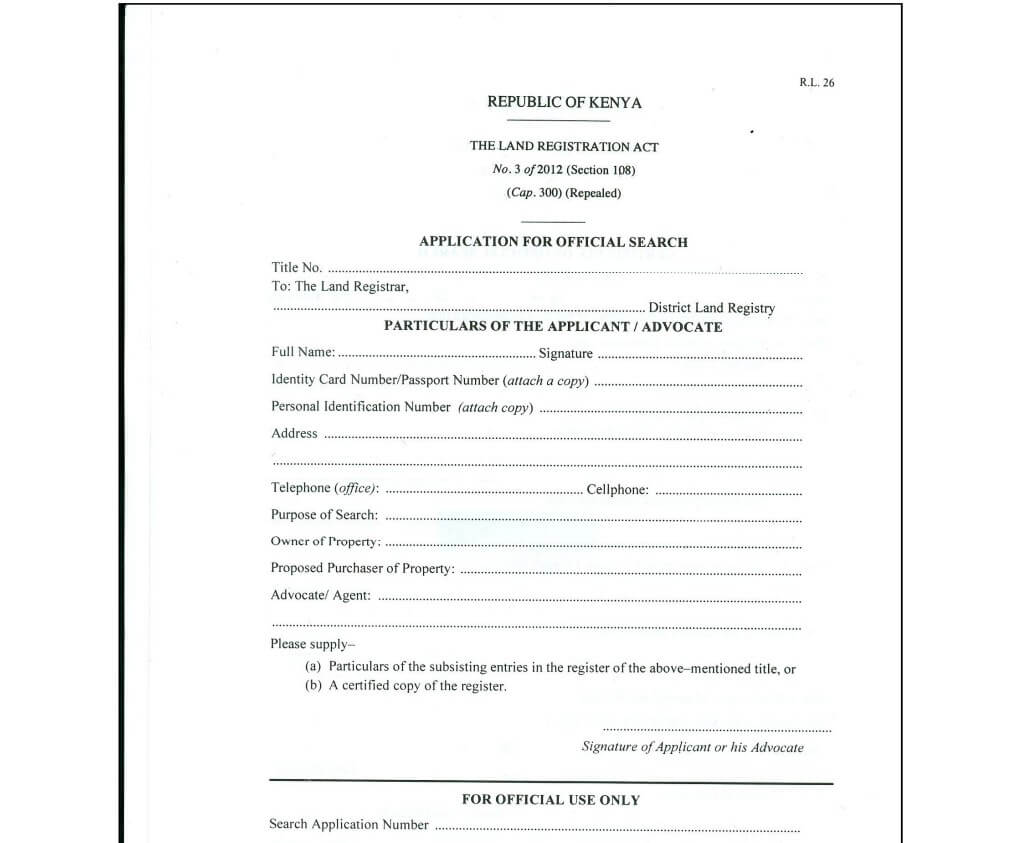 R.L. 26
REPUBLIC OF KENYA
THE LAND REGISTRATION ACT
No. 3 of 2012 (Section 108)
(Cap. 300) (Repealed)
APPLICATION FOR OFFICIAL SEARCH
Title No. ..........
To: The Land Registrar,
.......... District Land Registry
PARTICULARS OF THE APPLICANT / ADVOCATE
Full Name: .......... Signature ..........
Identity Card Number/Passport Number (attach a copy) ..........
Personal Identification Number (attach copy) ..........
Address ..........
..........
Telephone (office): .......... Cellphone: ..........
Purpose of Search: ..........
Owner of Property: ..........
Proposed Purchaser of Property: ..........
Advocate/ Agent: ..........
..........
Please supply–
(a) Particulars of the subsisting entries in the register of the above–mentioned title, or
(b) A certified copy of the register.
..........
Signature of Applicant or his Advocate
FOR OFFICIAL USE ONLY
Search Application Number ..........